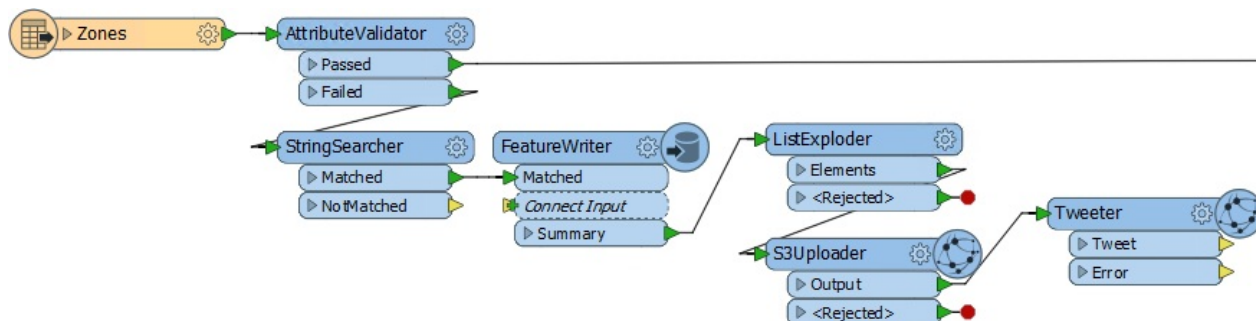 Zones
AttributeValidator
Passed
Failed
StringSearcher
Matched
NotMatched
FeatureWriter
Matched
Connect Input
Summary
ListExploder
Elements
<Rejected>
S3Uploader
Output
<Rejected>
Tweeter
Tweet
Error